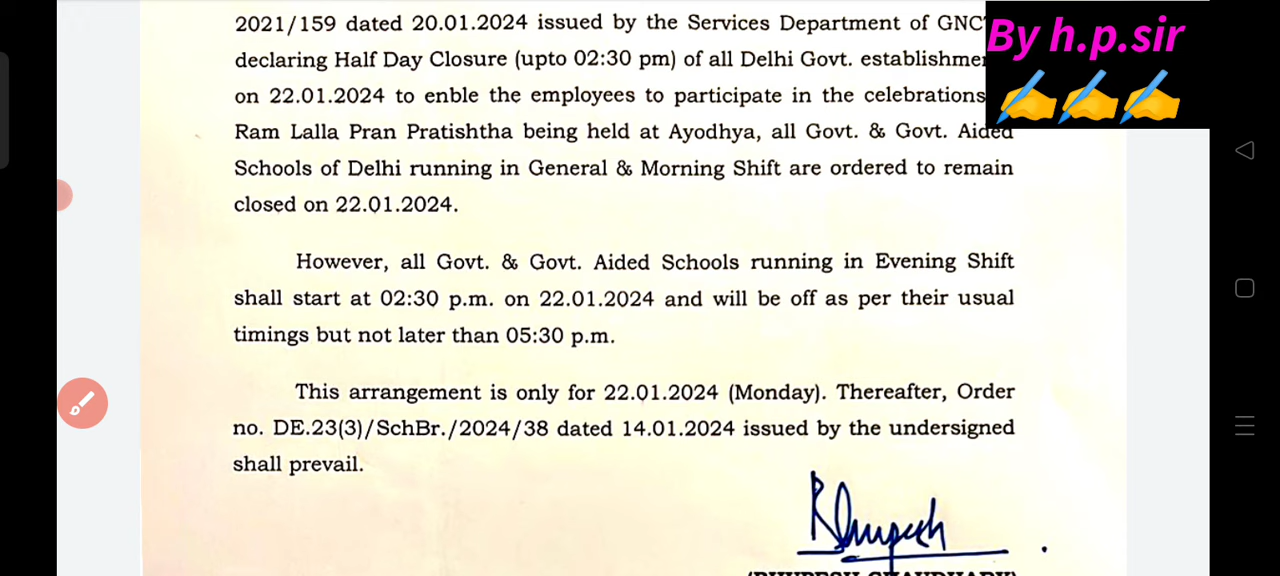 2021/159 dated 20.01.2024 issued by the Services Department of GNC
By h.p.sir
declaring Half Day Closure (upto 02:30 pm) of all Delhi Govt.
on 22.01.2024 to enble the employees to participate in the celebrations
Ram Lalla Pran Pratishtha being held at Ayodhya, all Govt. & Govt. Aided
Schools of Delhi running in General & Morning Shift are ordered to remain
closed on 22.01.2024.
However, all Govt. & Govt. Aided Schools running in Evening Shift
shall start at 02:30 p.m. on 22.01.2024 and will be off as per their usual
timings but not later than 05:30 p.m.
This arrangement is only for 22.01.2024 (Monday). Thereafter, Order
no. DE.23(3)/SchBr./2024/38 dated 14.01.2024 issued by the undersigned
shall prevail.